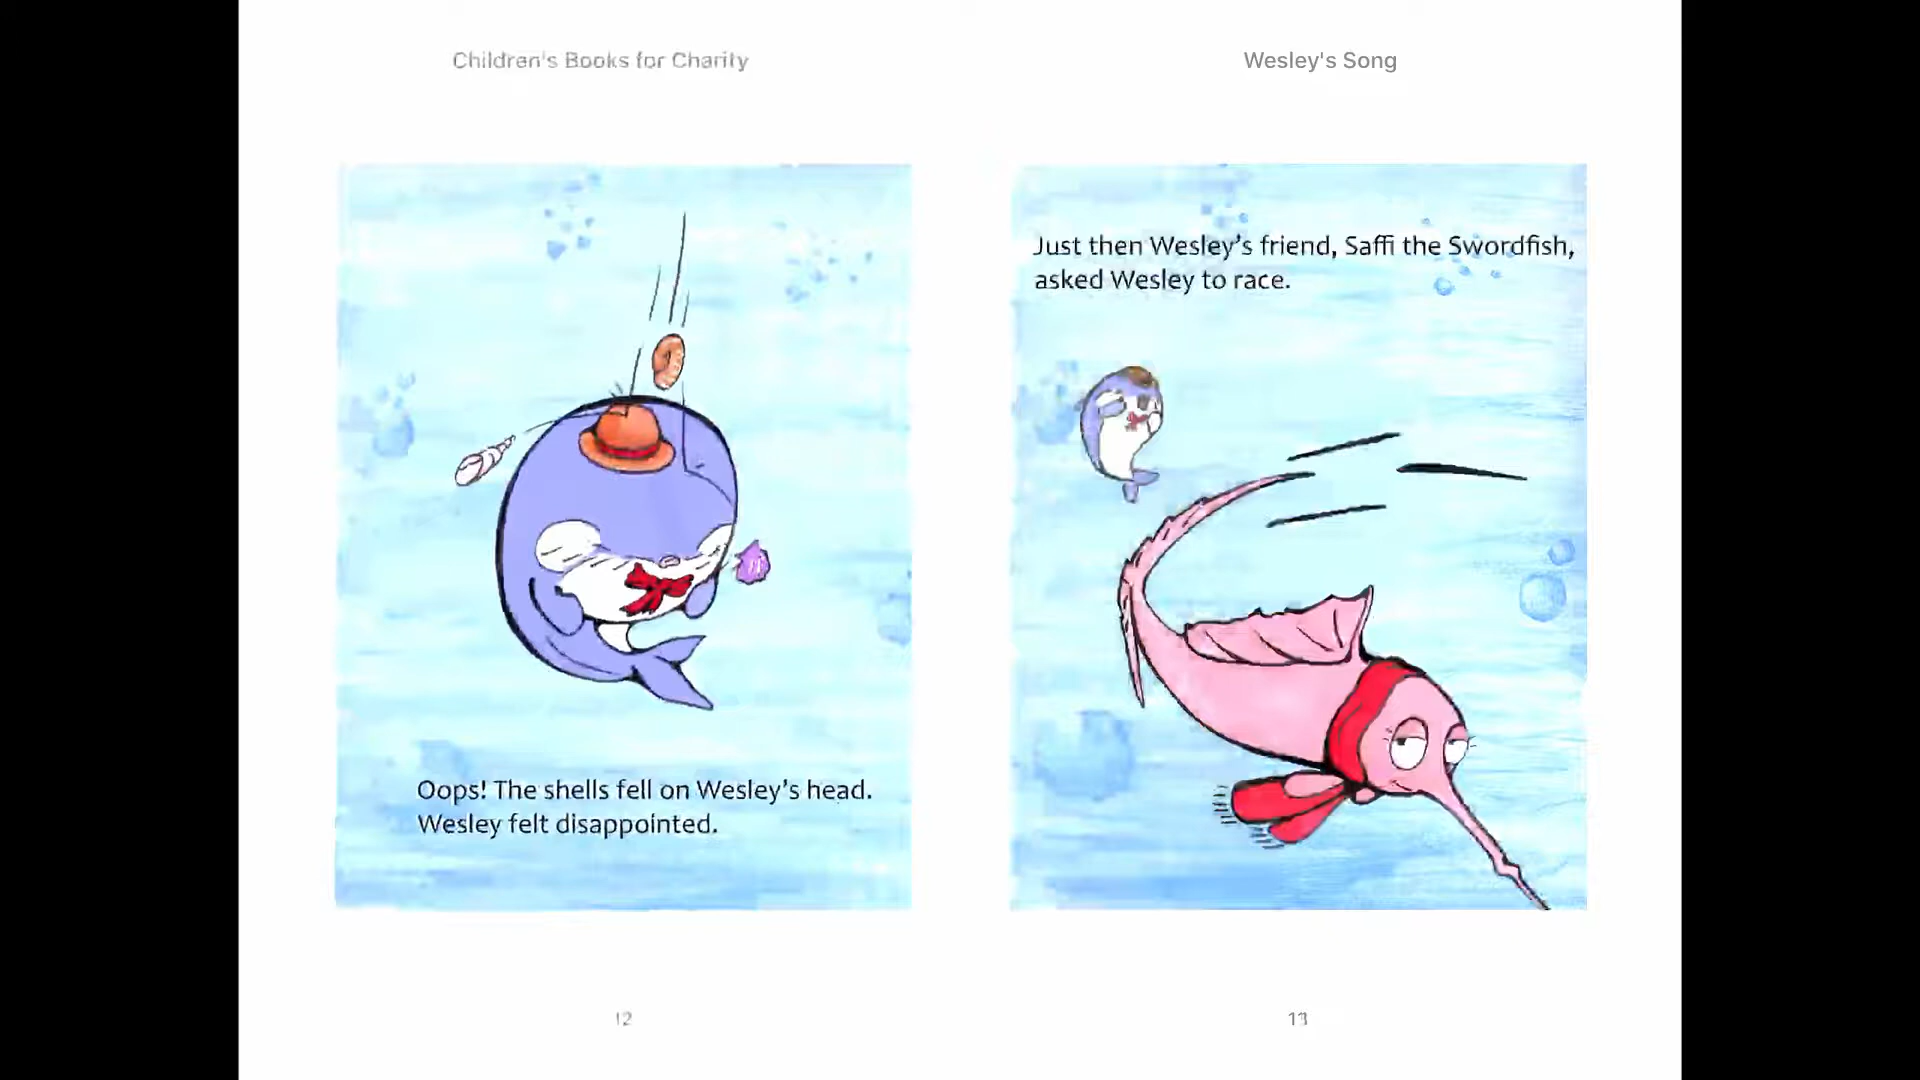 Children's Books for Charity
Oops! The shells fell on Wesley's head.
Wesley felt disappointed.
12
Wesley's Song
Just then Wesley's friend, Saffi the Swordfish,
asked Wesley to race.
13